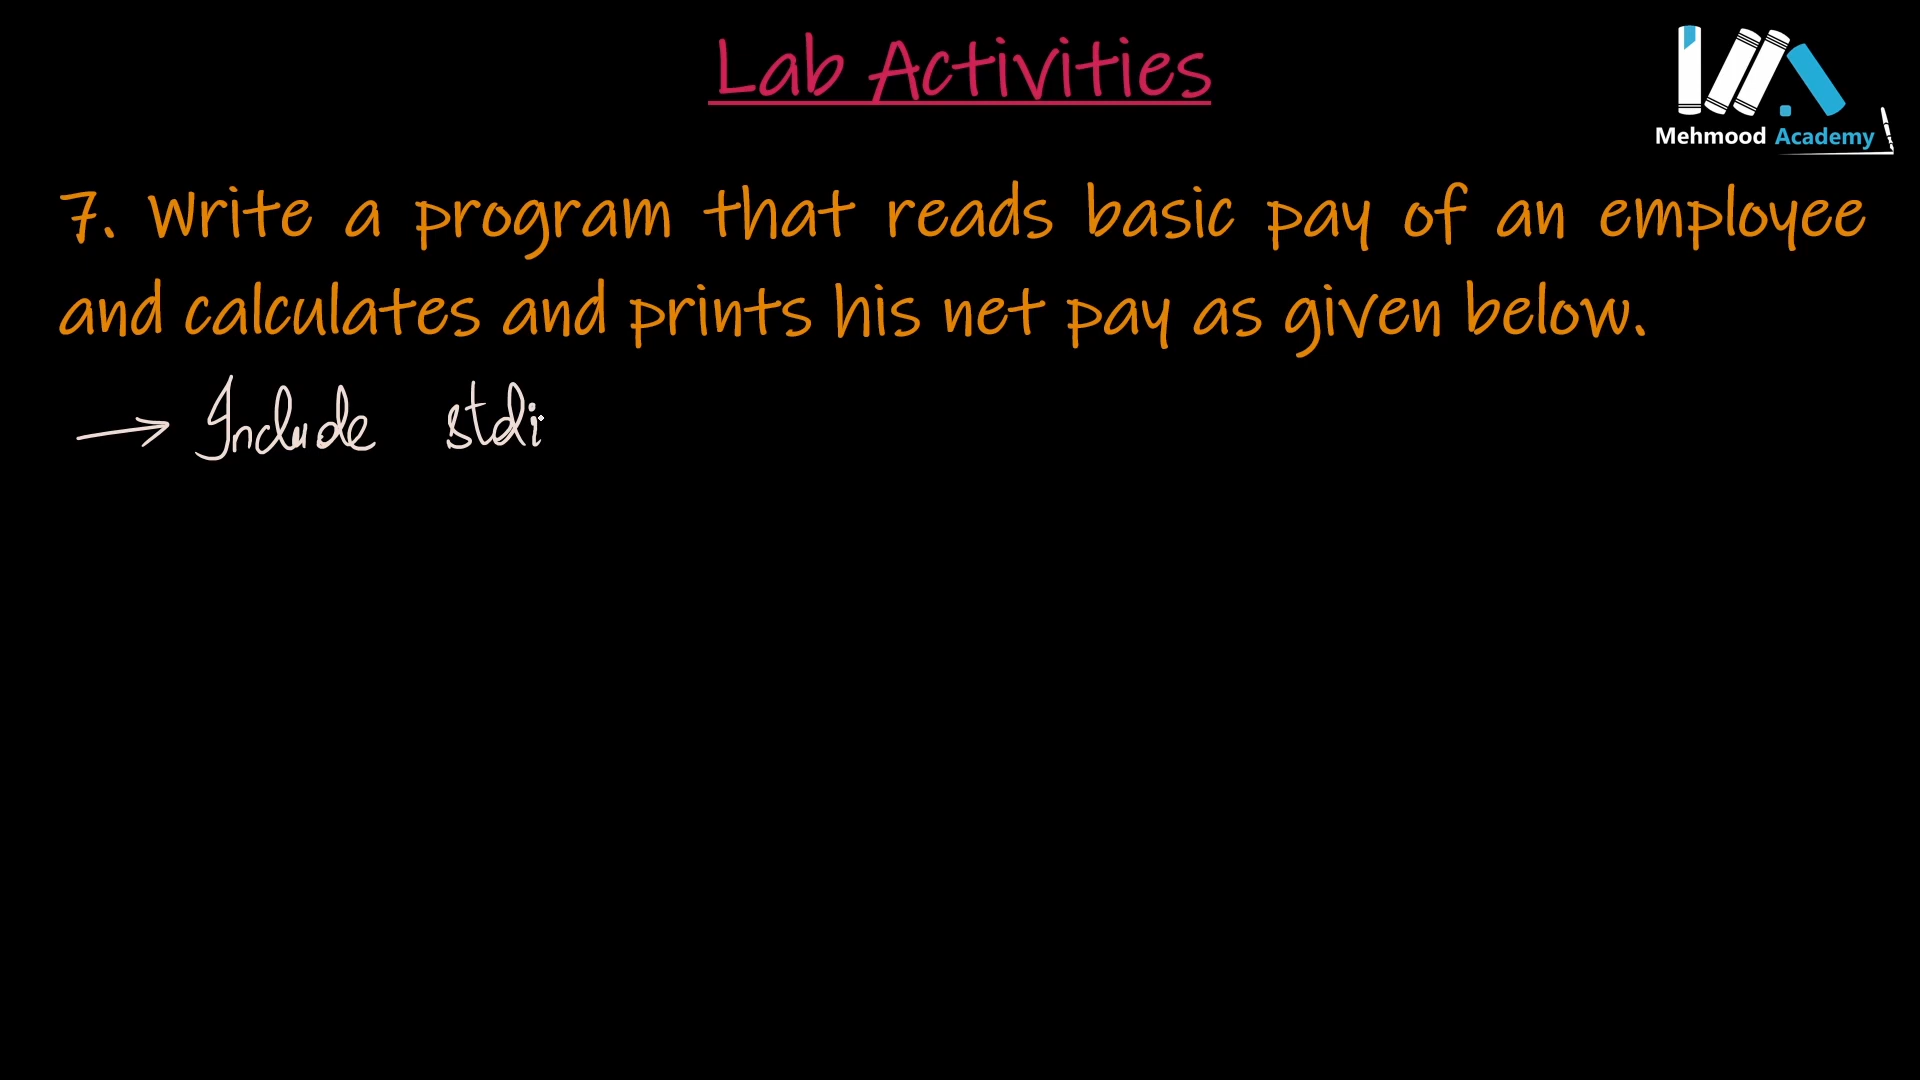 Lab Activities
Mehmood Academy
7. Write a program that reads basic pay of an employee
and calculates and prints his net pay as given below.
→ Include stdi